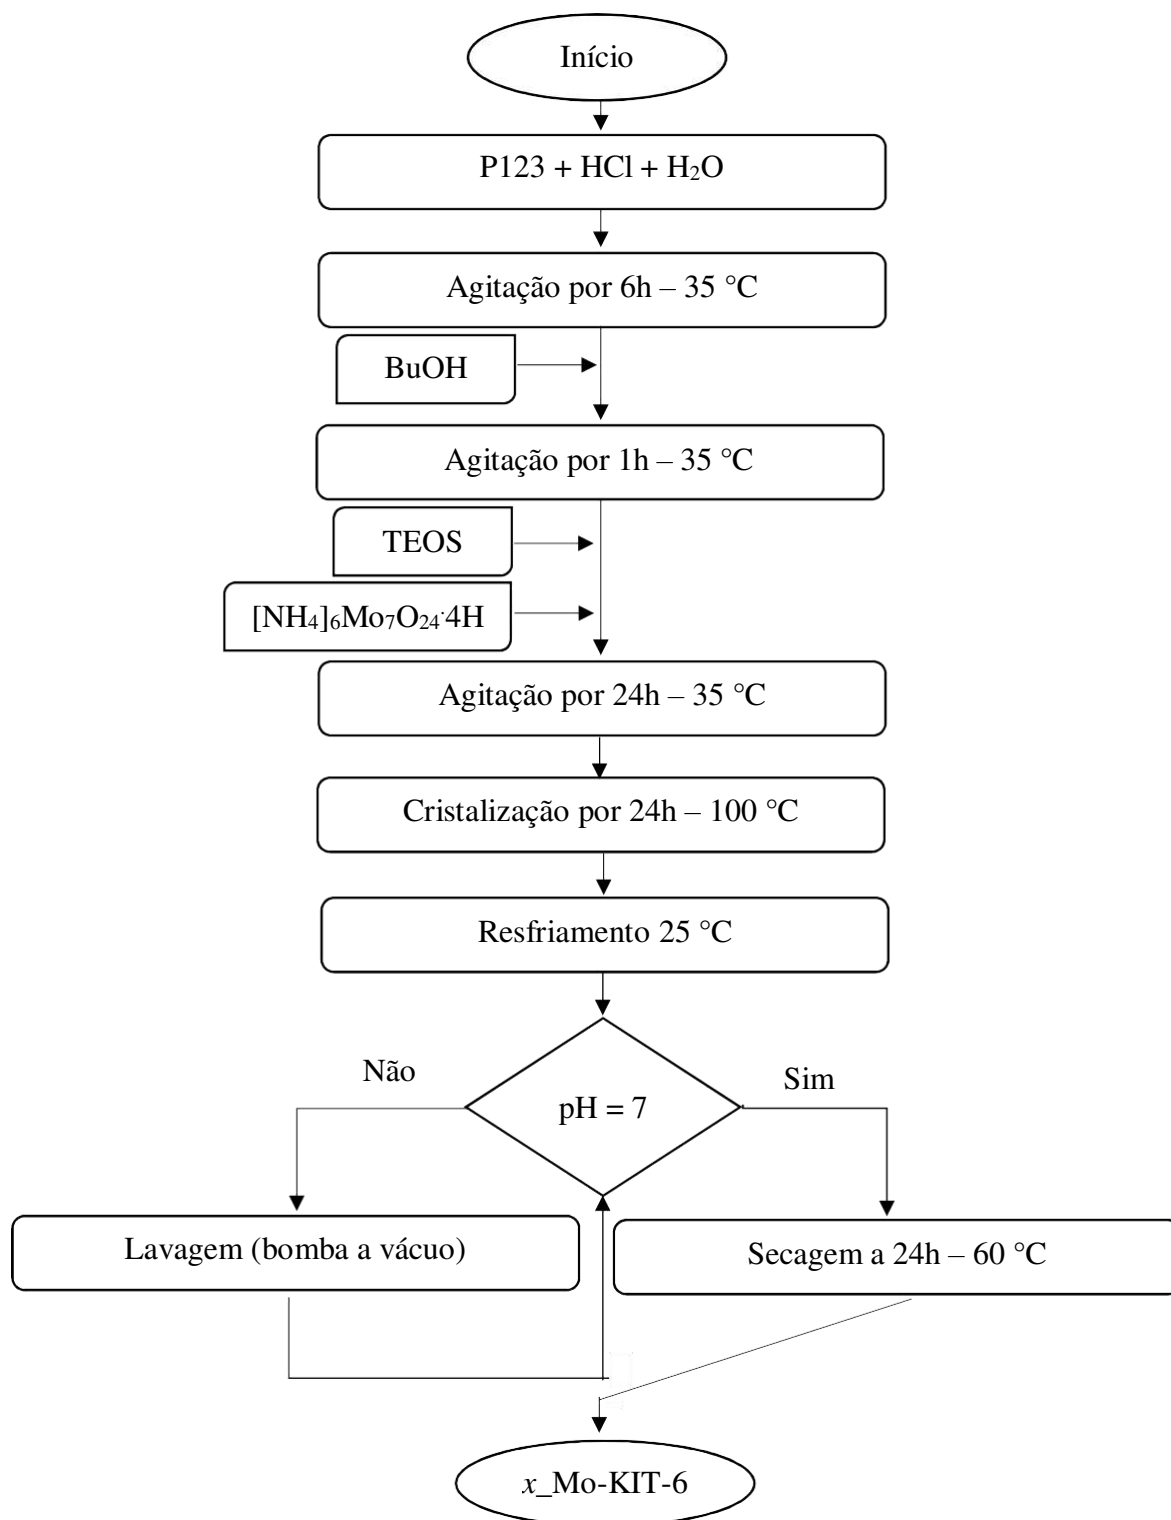 Início
P123 + HCl + H₂O
Agitação por 6h – 35 °C
BuOH
Agitação por 1h – 35 °C
TEOS
[NH₄]₆Mo₇O₂₄·4H
Agitação por 24h – 35 °C
Cristalização por 24h – 100 °C
Resfriamento 25 °C
Não
Sim
pH = 7
Lavagem (bomba a vácuo)
Secagem a 24h – 60 °C
x_Mo-KIT-6